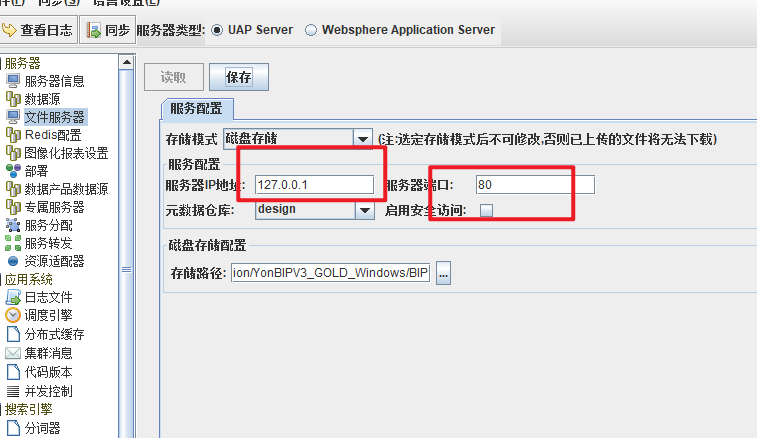 同步(S) 语言设置(L)
查看日志 同步 服务器类型: UAP Server Websphere Application Server
服务器
服务器信息
数据源
文件服务器
Redis配置
图像化报表设置
部署
数据产品数据源
专属服务器
服务分配
服务转发
资源适配器
应用系统
日志文件
调度引擎
分布式缓存
集群消息
代码版本
并发控制
搜索引擎
分词器
读取 保存
服务配置
存储模式 磁盘存储 (注:选定存储模式后不可修改,否则已上传的文件将无法下载)
服务配置
服务器IP地址: 127.0.0.1 服务器端口: 80
元数据仓库: design 启用安全访问:
磁盘存储配置
存储路径: ion/YonBIPV3_GOLD_Windows/BIP ...